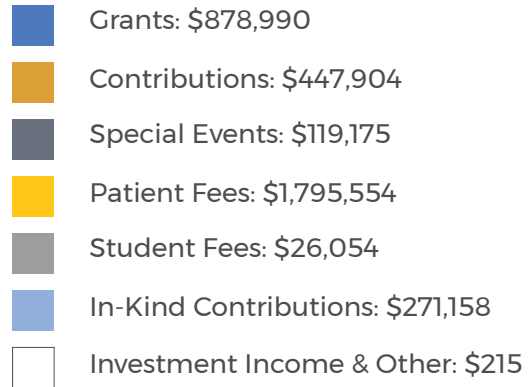 Grants: $878,990
Contributions: $447,904
Special Events: $119,175
Patient Fees: $1,795,554
Student Fees: $26,054
In-Kind Contributions: $271,158
Investment Income & Other: $215